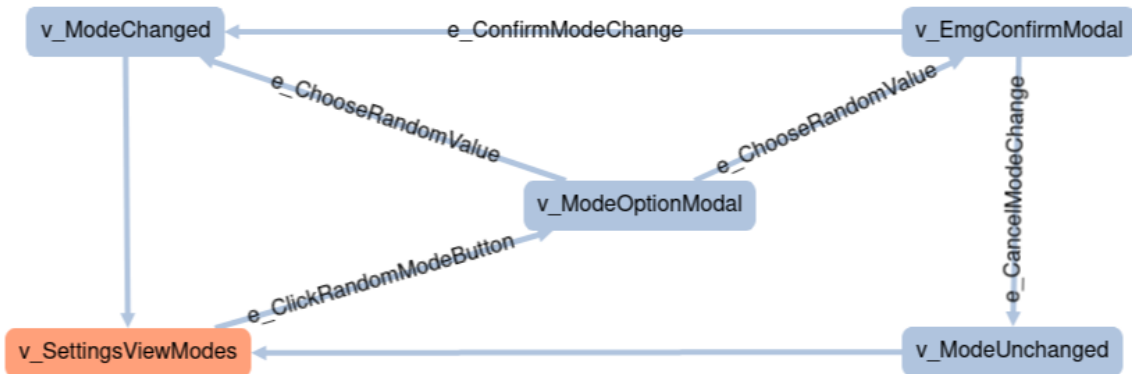 v_ModeChanged
e_ConfirmModeChange
v_EmgConfirmModal
e_ChooseRandomValue
e_ChooseRandomValue
e_CancelModeChange
v_ModeOptionModal
e_ClickRandomModeButton
v_SettingsViewModes
v_ModeUnchanged